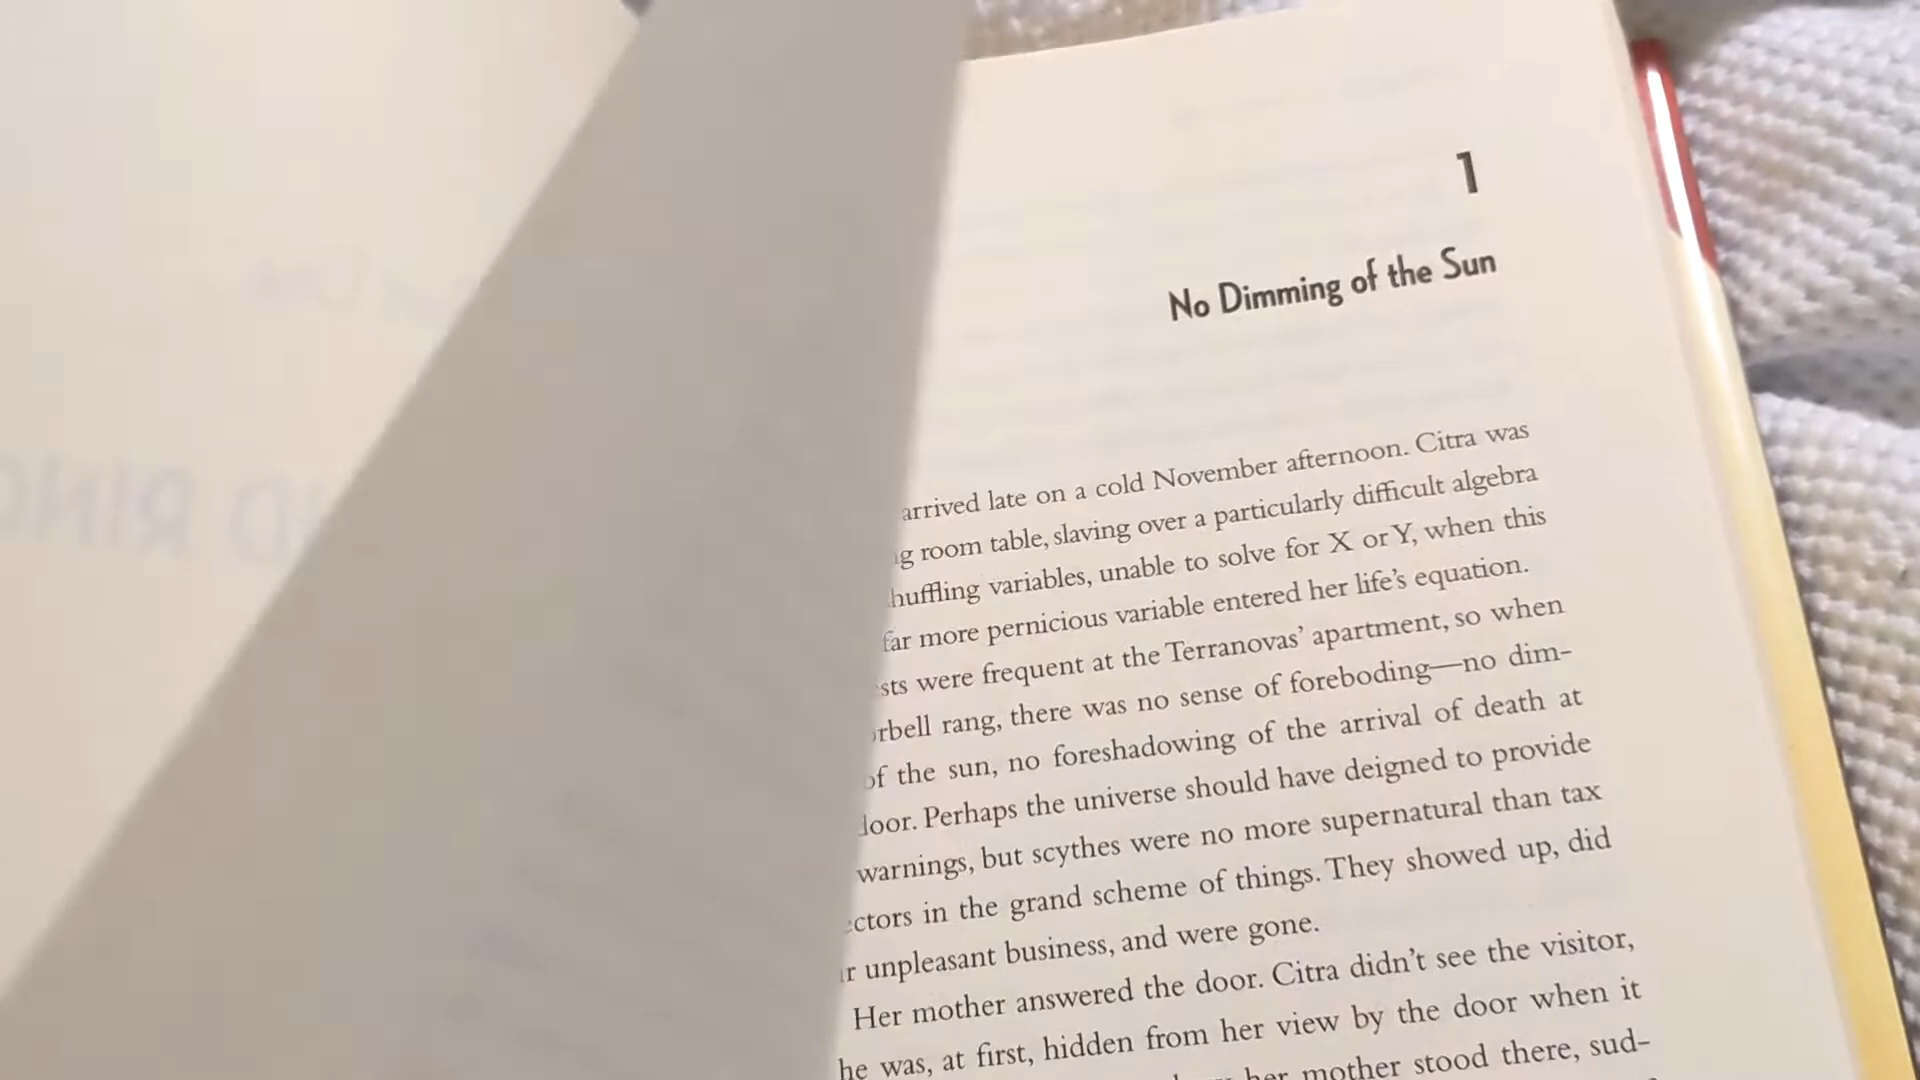 1
No Dimming of the Sun
arrived late on a cold November afternoon. Citra was
g room table, slaving over a particularly difficult algebra
huffling variables, unable to solve for X or Y, when this
far more pernicious variable entered her life's equation.
sts were frequent at the Terranovas' apartment, so when
rbell rang, there was no sense of foreboding—no dim-
of the sun, no foreshadowing of the arrival of death at
door. Perhaps the universe should have deigned to provide
warnings, but scythes were no more supernatural than tax
ctors in the grand scheme of things. They showed up, did
r unpleasant business, and were gone.
Her mother answered the door. Citra didn't see the visitor,
he was, at first, hidden from her view by the door when it
her mother stood there, sud-